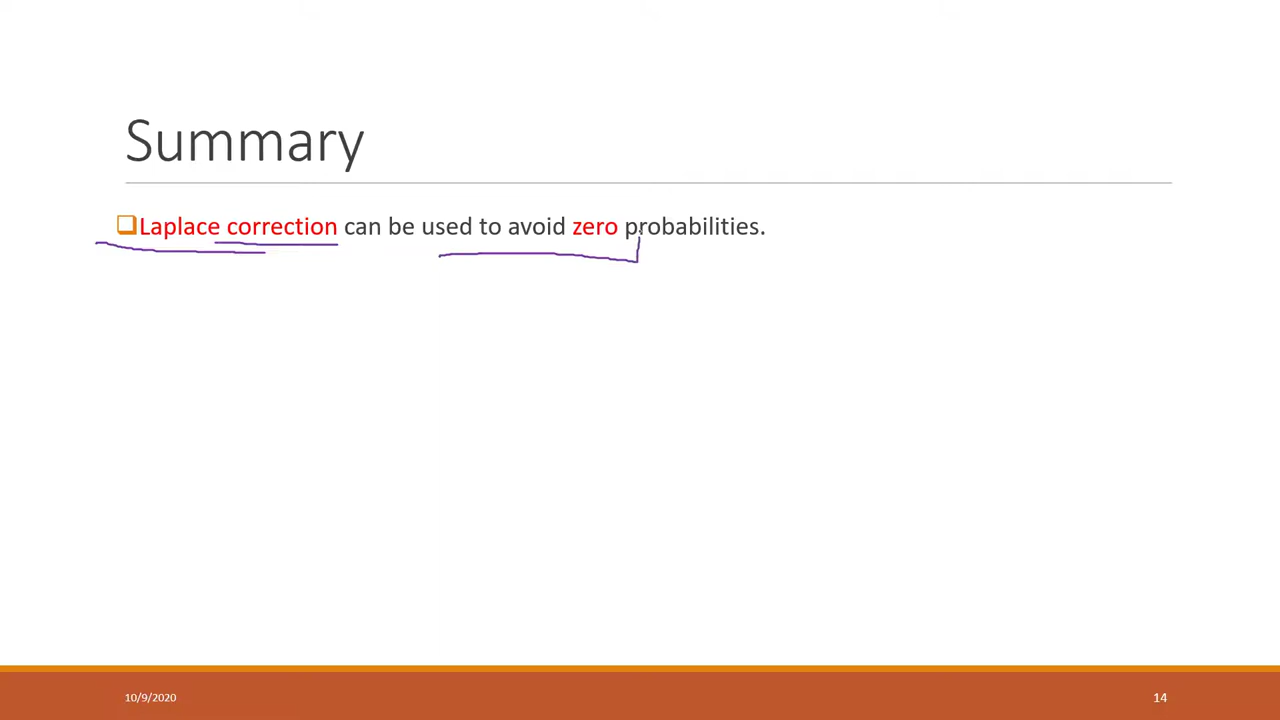 Summary
Laplace correction can be used to avoid zero probabilities.
10/9/2020
14